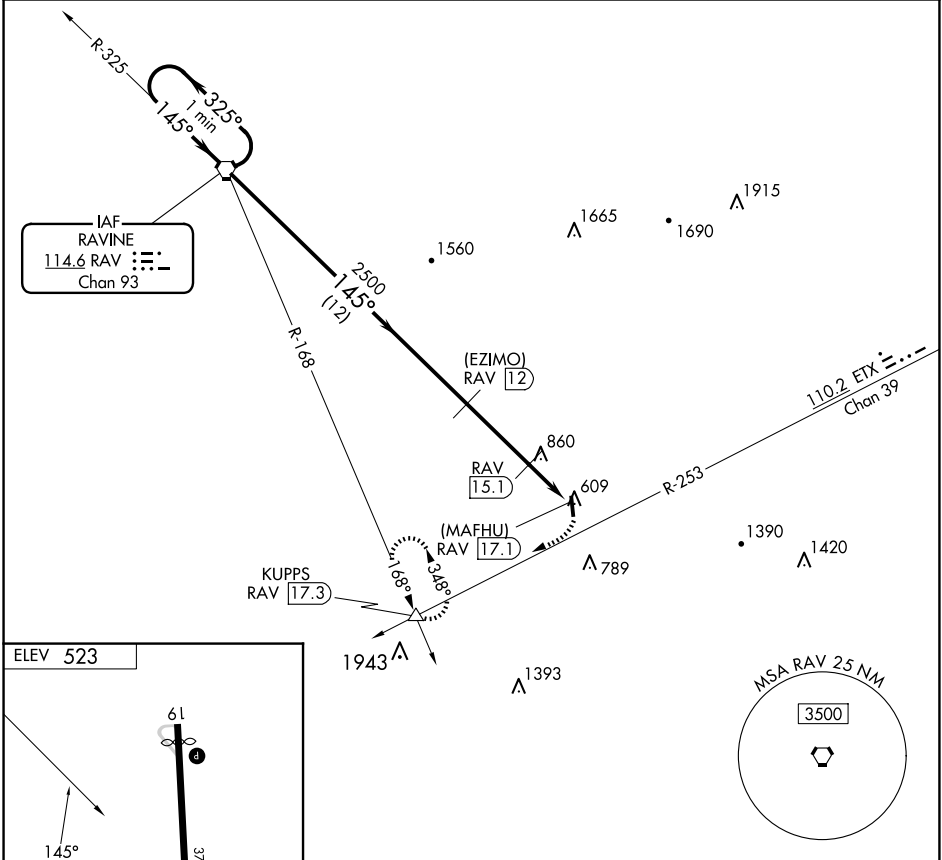 R-325
325°
1 min
145°
IAF
RAVINE
114.6 RAV
Chan 93
1915
1665
1690
1560
2500
145°
(12)
R-168
(EZIMO)
RAV 12
110.2 ETX
Chan 39
860
RAV
15.1
R-253
609
(MAFHU)
RAV 17.1
1390
1420
789
KUPPS
RAV 17.3
168°
348°
1943
1393
MSA RAV 25 NM
3500
ELEV 523
19
P
37
145°